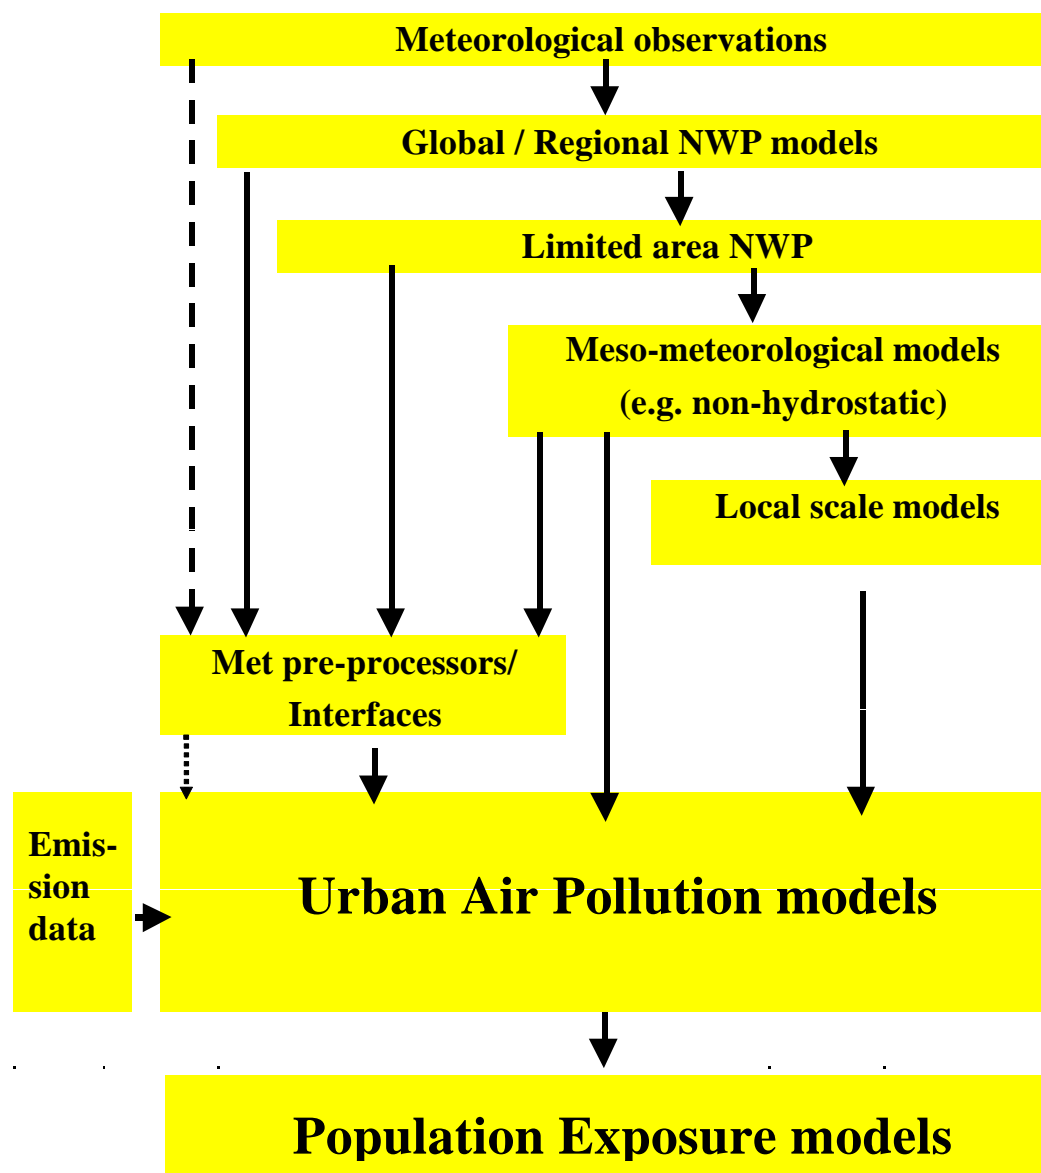 Meteorological observations
Global / Regional NWP models
Limited area NWP
Meso-meteorological models
(e.g. non-hydrostatic)
Local scale models
Met pre-processors/
Interfaces
Emis-
sion
data
Urban Air Pollution models
Population Exposure models